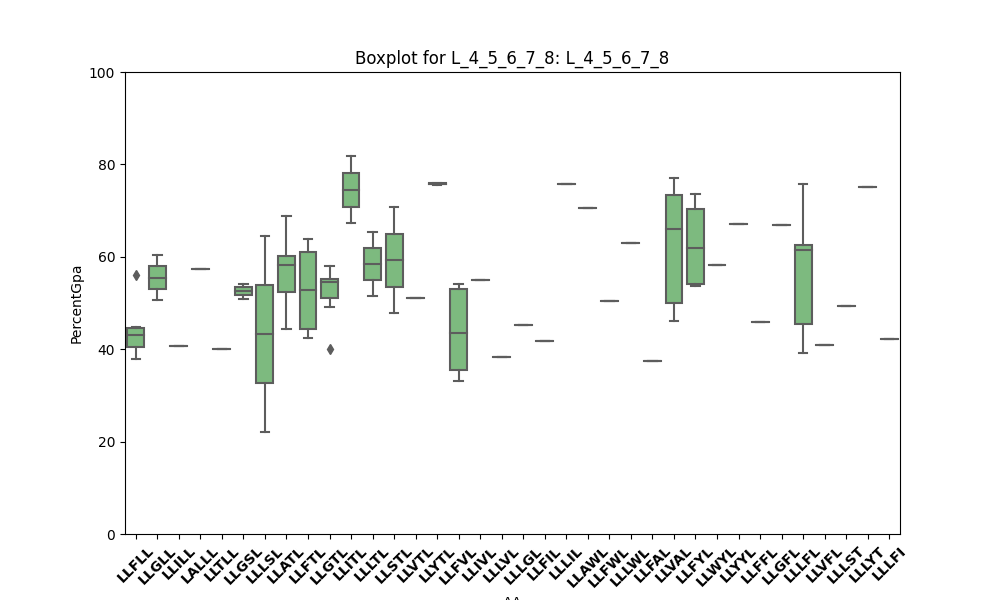 Boxplot for L_4_5_6_7_8: L_4_5_6_7_8
PercentGpa
100
80
60
40
20
0
LLFLL
LLGLL
LLILL
LALLL
LLTLL
LLGSL
LLLSL
LLATL
LLFTL
LLGTL
LLITL
LLLTL
LLSTL
LLVTL
LLYTL
LLFVL
LLIVL
LLLVL
LLLGL
LLFIL
LLLIL
LLAWL
LLFWL
LLLWL
LLFAL
LLVAL
LLFYL
LLWYL
LLYYL
LLFFL
LLGFL
LLLFL
LLVFL
LLLST
LLLYT
LLLFI